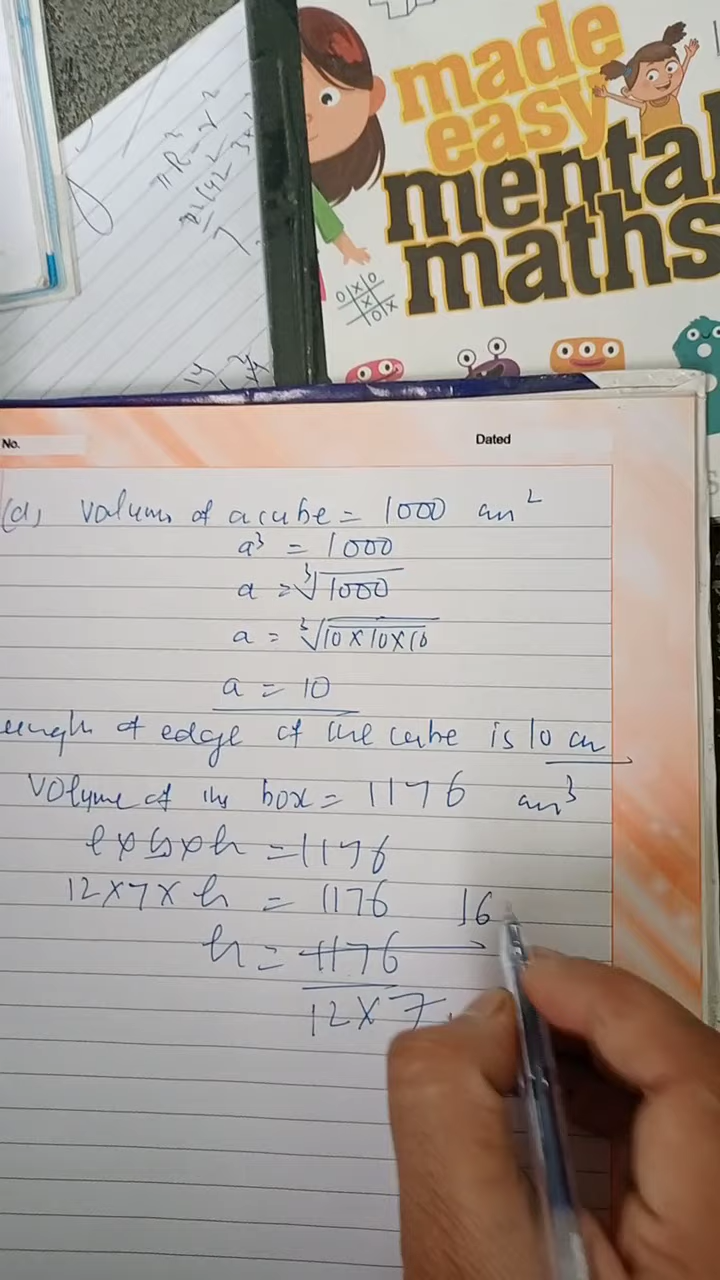 made
easy
mental
maths
No.
Dated
(d) Volume of a cube = 1000 cm²
a³ = 1000
a = ∛1000
a = ∛10×10×10
a = 10
Length of edge of the cube is 10 cm
Volume of the box = 1176 cm³
l×b×h = 1176
12×7×h = 1176 16
h = 1176
12×7